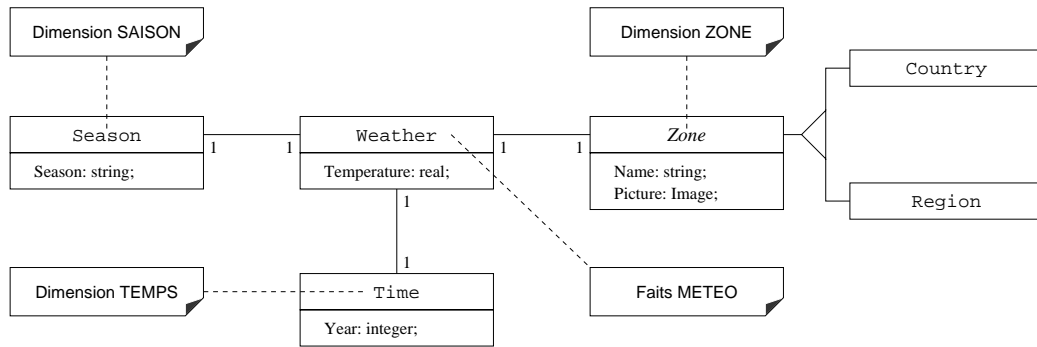 Dimension SAISON
Dimension ZONE
Country
Season
Weather
Zone
1
1
1
1
Season: string;
Temperature: real;
Name: string;
Picture: Image;
1
Region
1
Dimension TEMPS
Time
Faits METEO
Year: integer;